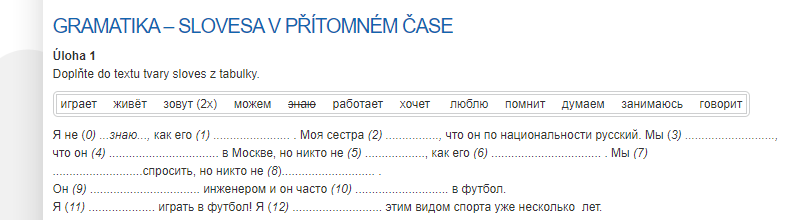 GRAMATIKA – SLOVESA V PŘÍTOMNÉM ČASE
Úloha 1
Doplňte do textu tvary sloves z tabulky.
играет живёт зовут (2x) можем знаю работает хочет люблю помнит думаем занимаюсь говорит
Я не (0) ...знаю..., как его (1) ...................... . Моя сестра (2) ................, что он по национальности русский. Мы (3) ...........................,
что он (4) ................................. в Москве, но никто не (5) .................., как его (6) ................................. . Мы (7)
...........................спросить, но никто не (8)............................ .
Он (9) ................................. инженером и он часто (10) ............................ в футбол.
Я (11) .................... играть в футбол! Я (12) ........................... этим видом спорта уже несколько лет.